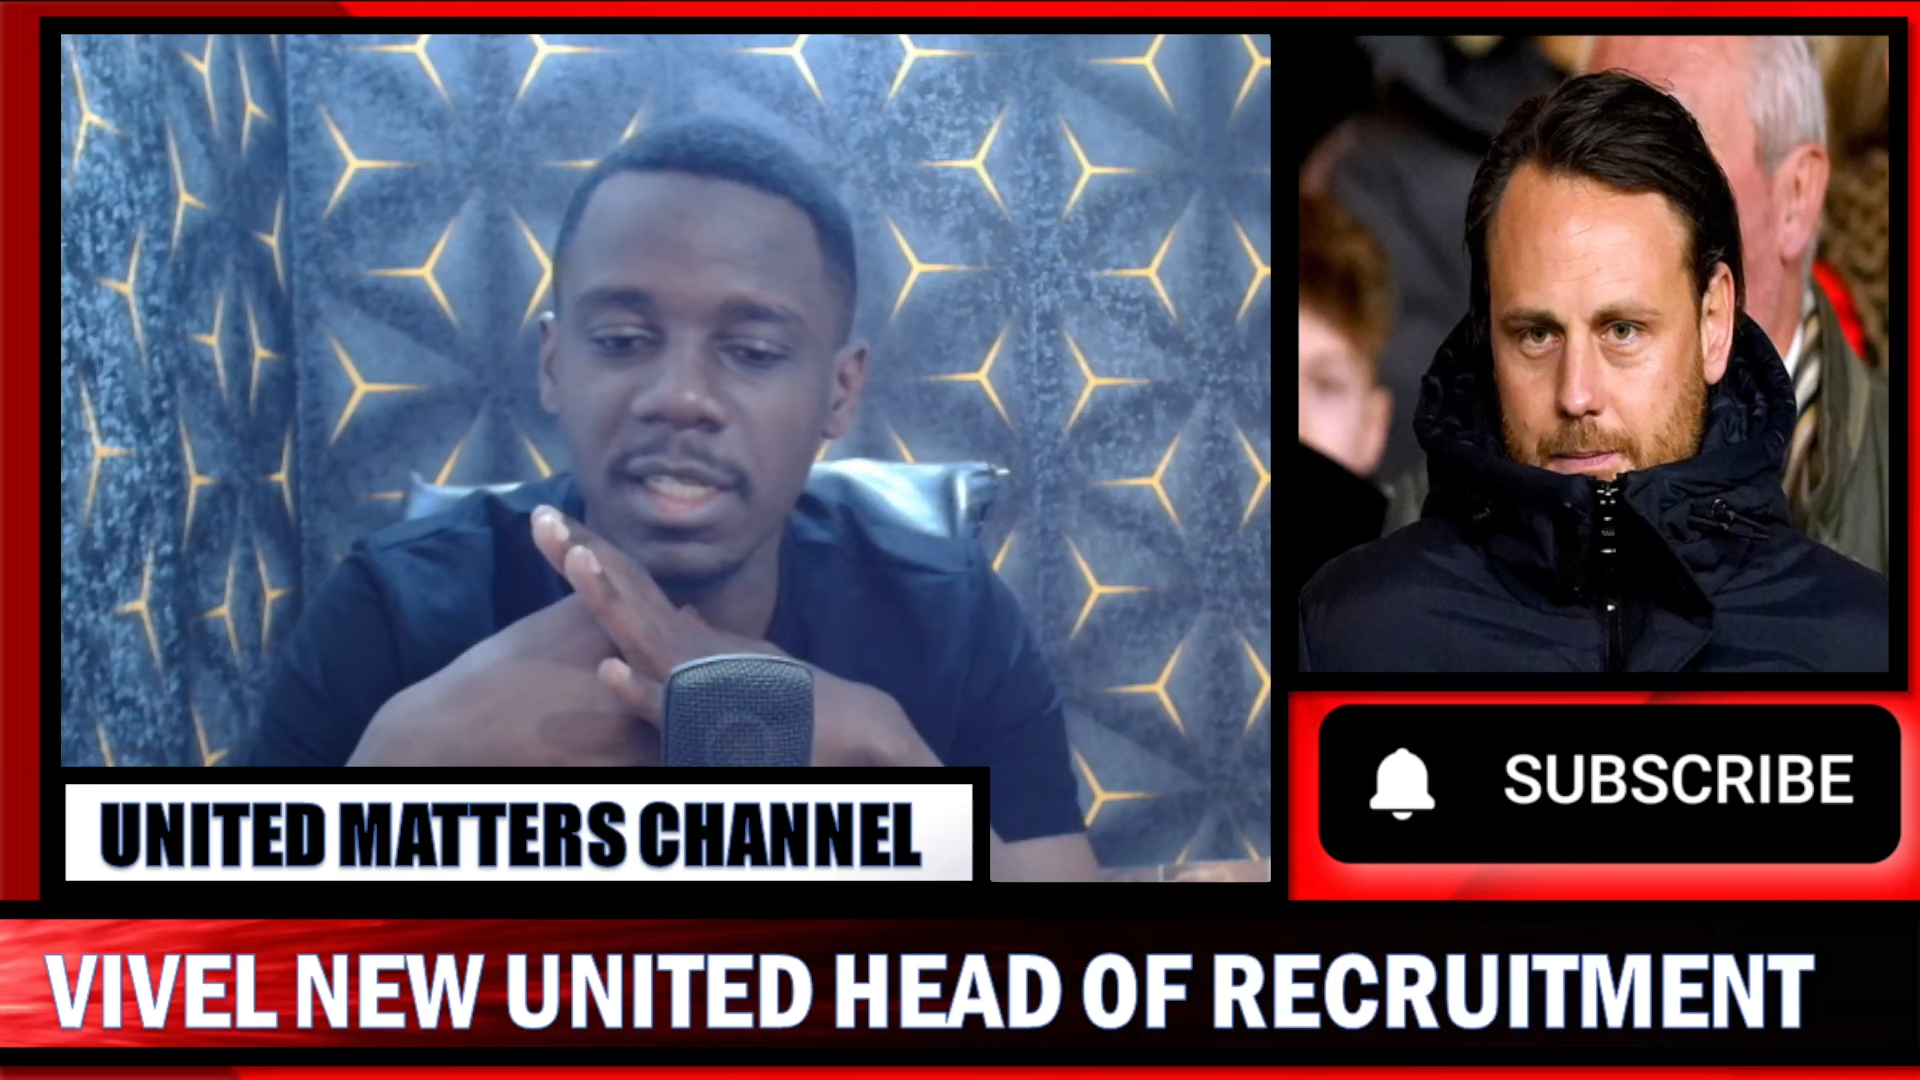 UNITED MATTERS CHANNEL
SUBSCRIBE
VIVEL NEW UNITED HEAD OF RECRUITMENT